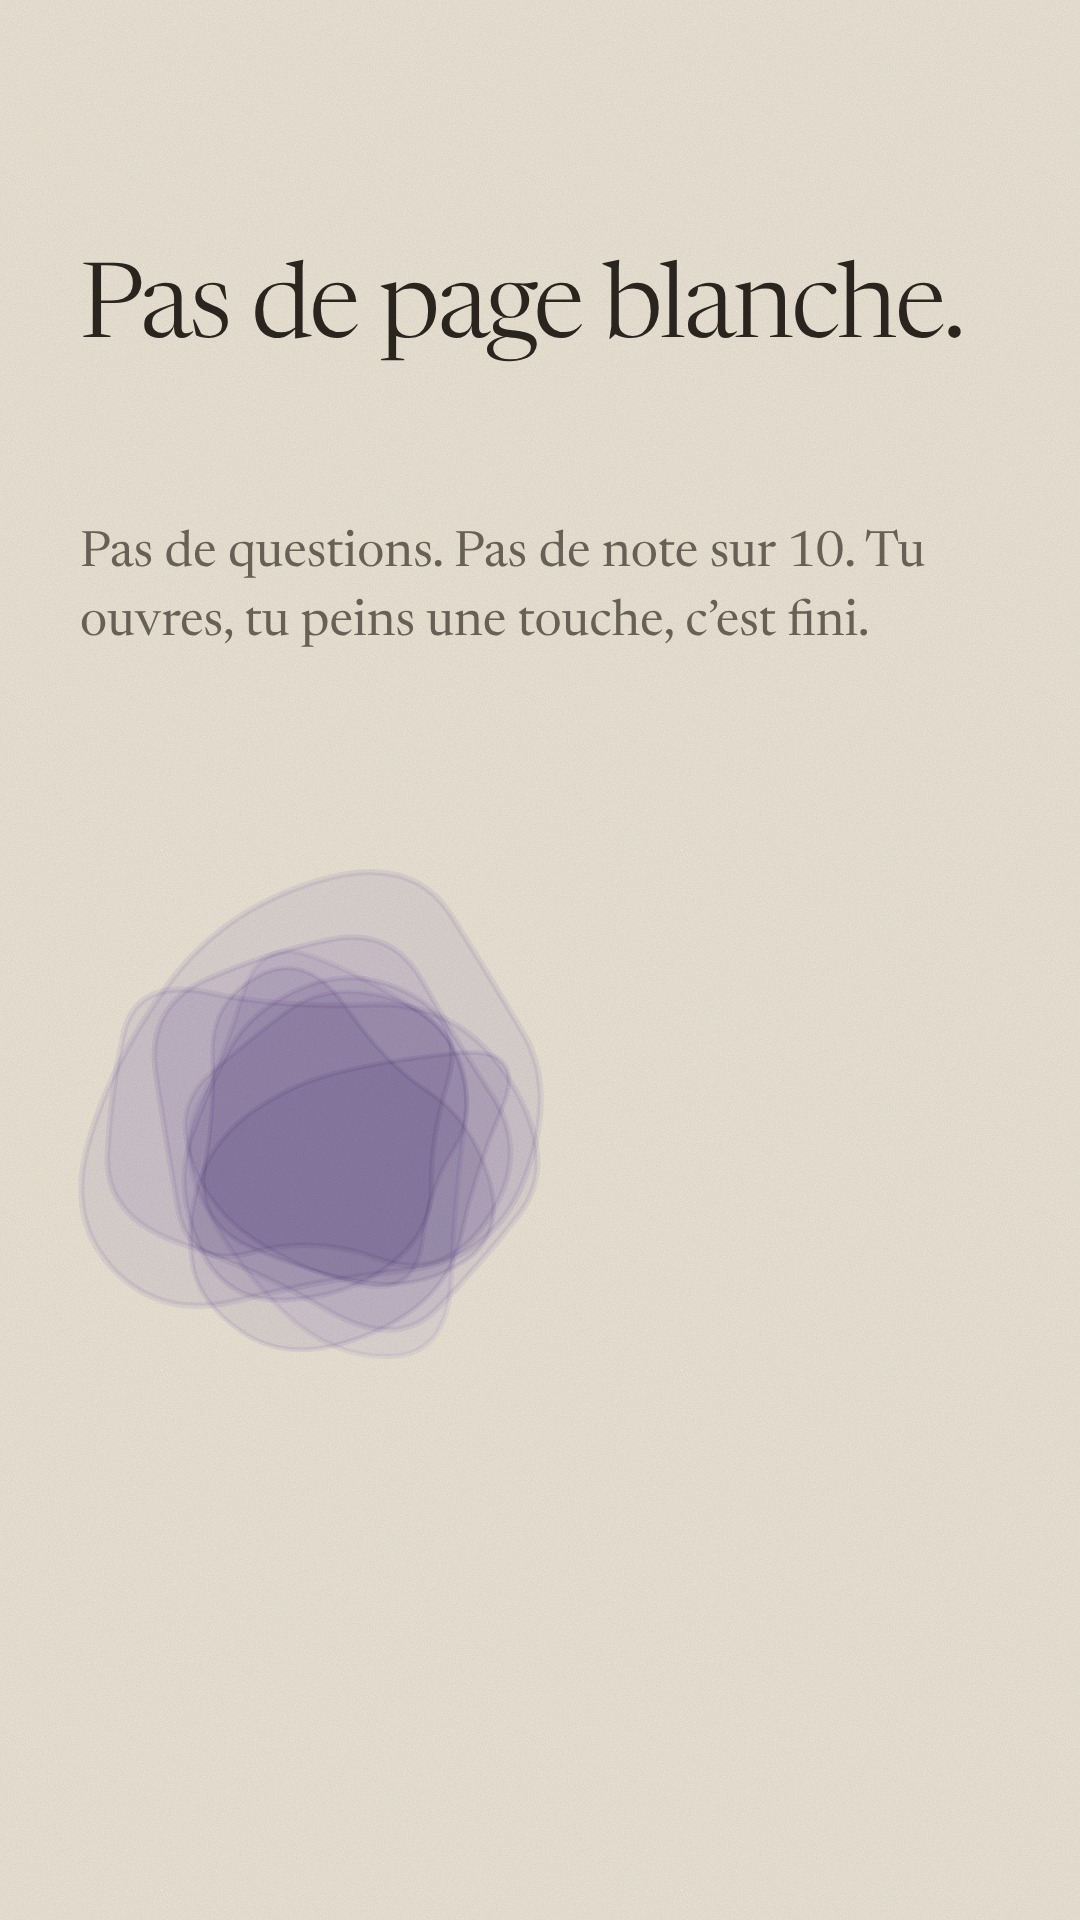 Pas de page blanche.
Pas de questions. Pas de note sur 10. Tu
ouvres, tu peins une touche, c’est fini.